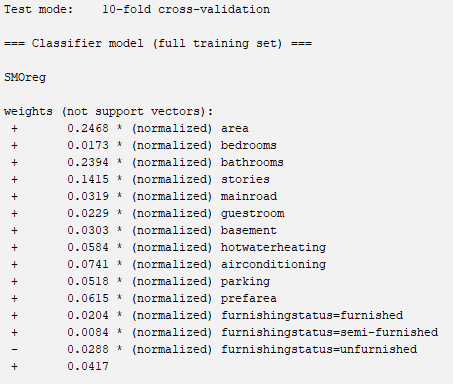 Test mode:    10-fold cross-validation
=== Classifier model (full training set) ===
SMOreg
weights (not support vectors):
+       0.2468 * (normalized) area
+       0.0173 * (normalized) bedrooms
+       0.2394 * (normalized) bathrooms
+       0.1415 * (normalized) stories
+       0.0319 * (normalized) mainroad
+       0.0229 * (normalized) guestroom
+       0.0303 * (normalized) basement
+       0.0584 * (normalized) hotwaterheating
+       0.0741 * (normalized) airconditioning
+       0.0518 * (normalized) parking
+       0.0615 * (normalized) prefarea
+       0.0204 * (normalized) furnishingstatus=furnished
+       0.0084 * (normalized) furnishingstatus=semi-furnished
-       0.0288 * (normalized) furnishingstatus=unfurnished
+       0.0417